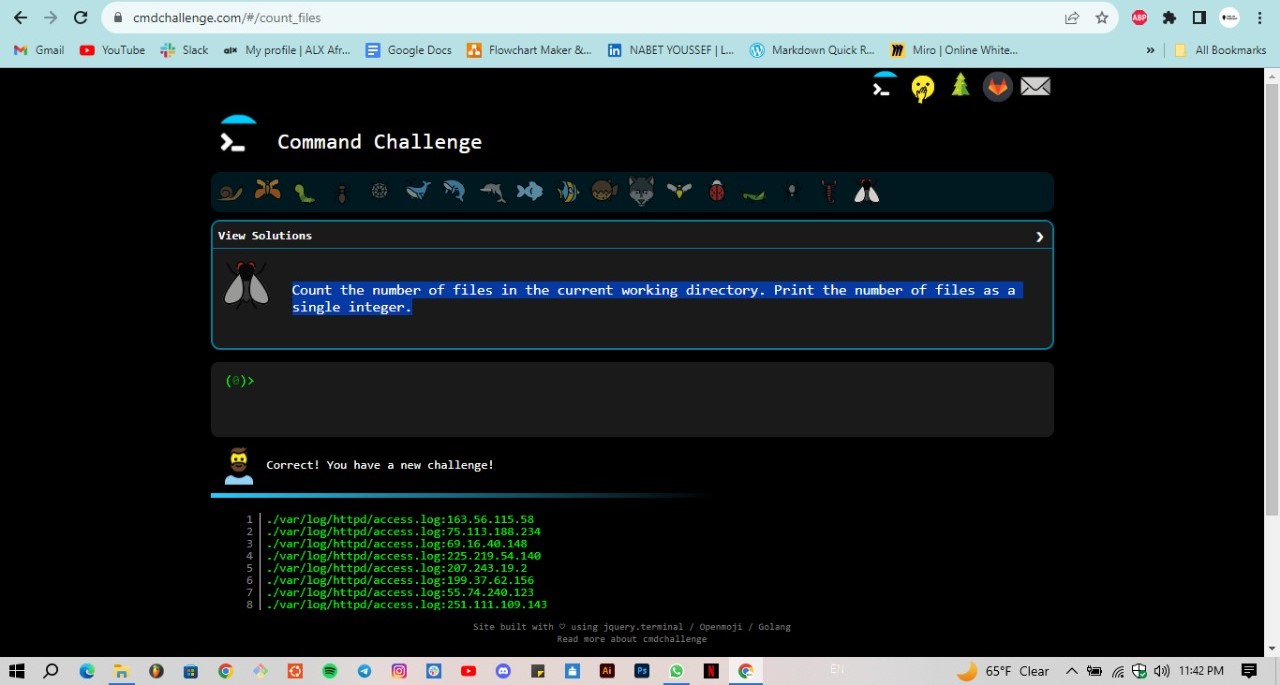 cmdchallenge.com/#/count_files
ABP
Gmail YouTube Slack My profile | ALX Afr... Google Docs Flowchart Maker &... NABET YOUSSEF | L... Markdown Quick R... Miro | Online White... » All Bookmarks
Command Challenge
View Solutions
Count the number of files in the current working directory. Print the number of files as a
single integer.
(0)>
Correct! You have a new challenge!
1 ./var/log/httpd/access.log:163.56.115.58
2 ./var/log/httpd/access.log:75.113.188.234
3 ./var/log/httpd/access.log:69.16.40.148
4 ./var/log/httpd/access.log:225.219.54.140
5 ./var/log/httpd/access.log:207.243.19.2
6 ./var/log/httpd/access.log:199.37.62.156
7 ./var/log/httpd/access.log:55.74.240.123
8 ./var/log/httpd/access.log:251.111.109.143
Site built with ♡ using jquery.terminal / Openmoji / Golang
Read more about cmdchallenge
Ai Ps N EN 65°F Clear 11:42 PM